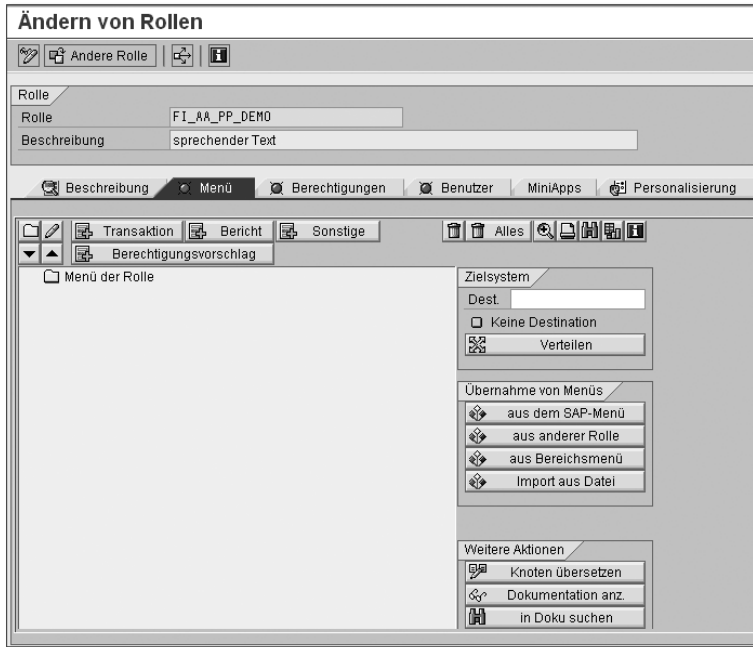 Ändern von Rollen
Andere Rolle
Rolle
Rolle FI_AA_PP_DEMO
Beschreibung sprechender Text
Beschreibung Menü Berechtigungen Benutzer MiniApps Personalisierung
Transaktion Bericht Sonstige Alles
Berechtigungsvorschlag
Menü der Rolle
Zielsystem
Dest.
Keine Destination
Verteilen
Übernahme von Menüs
aus dem SAP-Menü
aus anderer Rolle
aus Bereichsmenü
Import aus Datei
Weitere Aktionen
Knoten übersetzen
Dokumentation anz.
in Doku suchen